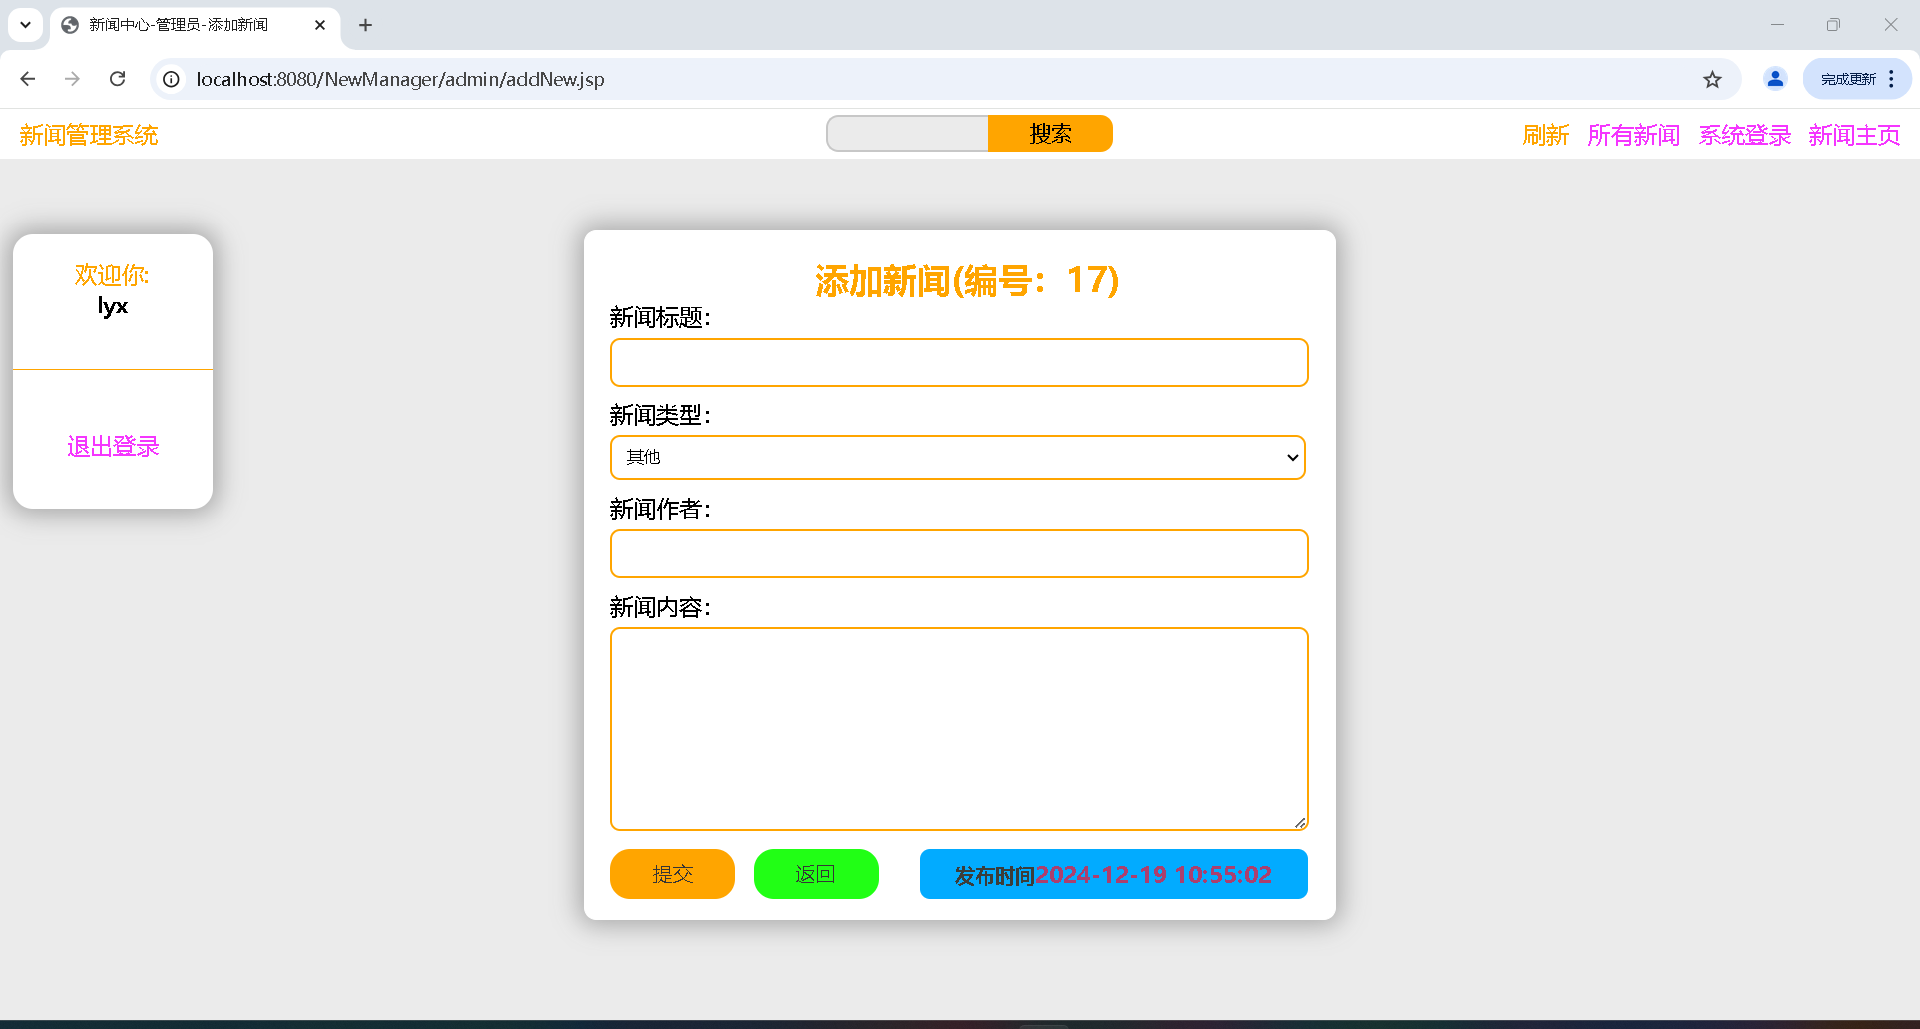 新闻中心-管理员-添加新闻
localhost:8080/NewManager/admin/addNew.jsp
完成更新
新闻管理系统
搜索
刷新 所有新闻 系统登录 新闻主页
欢迎你:
lyx
退出登录
添加新闻(编号：17)
新闻标题：
新闻类型：
其他
新闻作者：
新闻内容：
提交 返回 发布时间2024-12-19 10:55:02